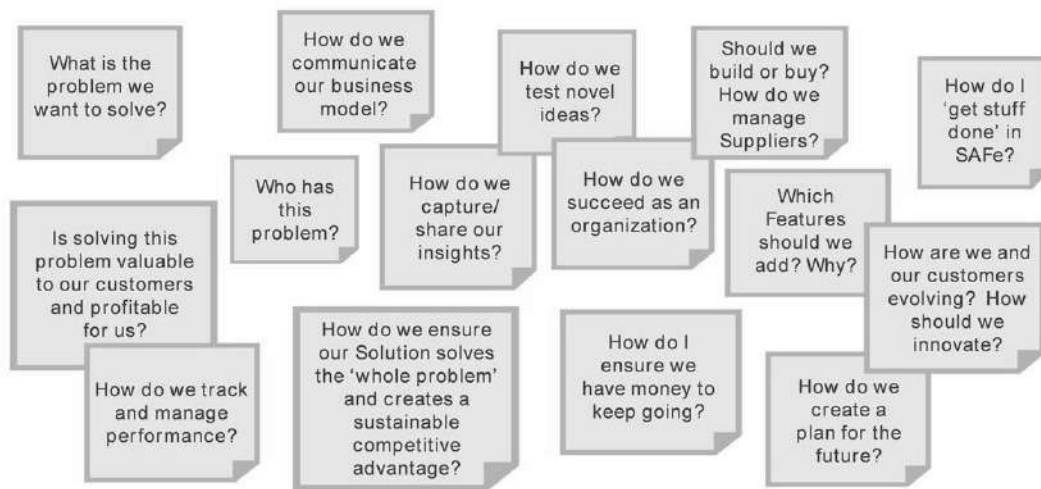 What is the
problem we
want to solve?
How do we
communicate
our business
model?
How do we
test novel
ideas?
Should we
build or buy?
How do we
manage
Suppliers?
How do I
‘get stuff
done’ in
SAFe?
Who has
this
problem?
How do we
capture/
share our
insights?
How do we
succeed as an
organization?
Which
Features
should we
add? Why?
Is solving this
problem valuable
to our customers
and profitable
for us?
How are we and
our customers
evolving? How
should we
innovate?
How do we track
and manage
performance?
How do we ensure
our Solution solves
the ‘whole problem’
and creates a
sustainable
competitive
advantage?
How do I
ensure we
have money to
keep going?
How do we
create a
plan for the
future?